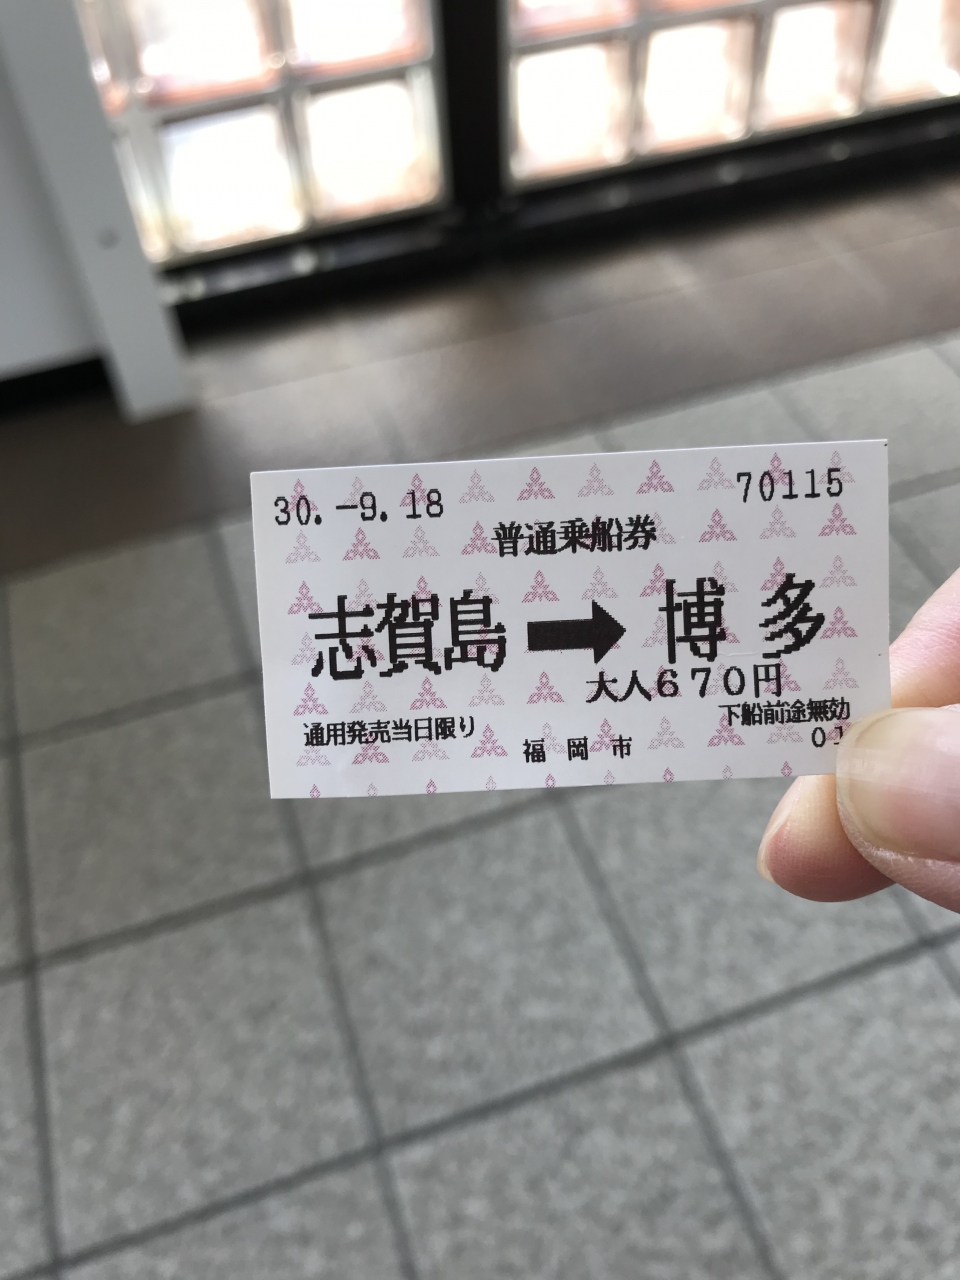 30.-9.18 70115
普通乗船券
志賀島➡博多
大人670円
通用発売当日限り 下船前途無効
福岡市 01